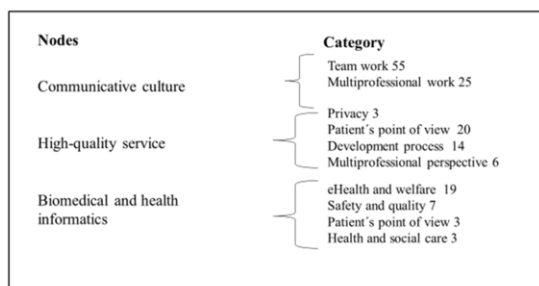 Nodes Category
Team work 55
Communicative culture Multiprofessional work 25
Privacy 3
Patient´s point of view 20
High-quality service Development process 14
Multiprofessional perspective 6
eHealth and welfare 19
Biomedical and health Safety and quality 7
informatics Patient´s point of view 3
Health and social care 3